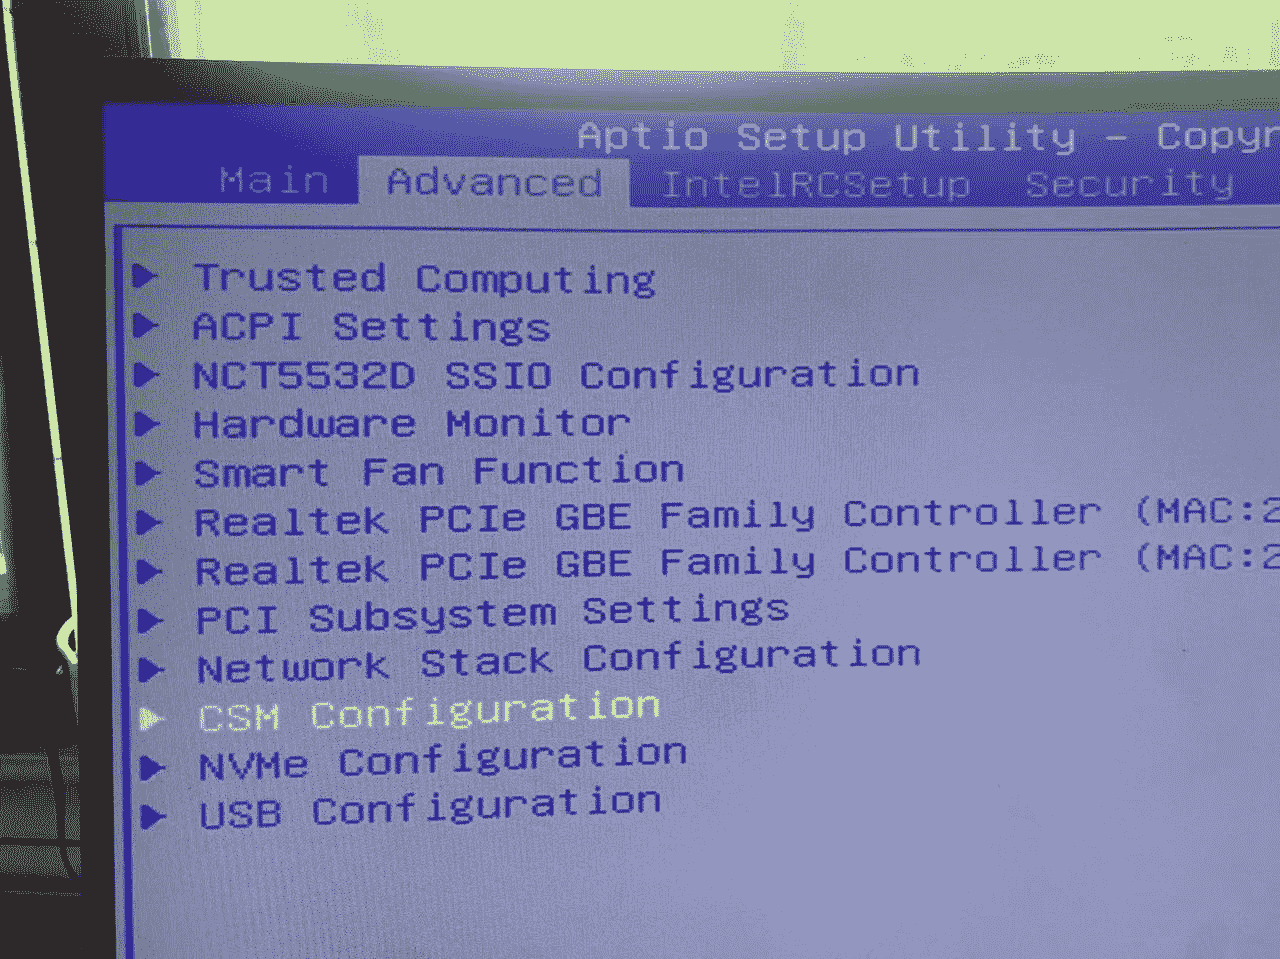 Aptio Setup Utility – Copyr
Main Advanced IntelRCSetup Security
Trusted Computing
ACPI Settings
NCT5532D SSIO Configuration
Hardware Monitor
Smart Fan Function
Realtek PCIe GBE Family Controller (MAC:2
Realtek PCIe GBE Family Controller (MAC:2
PCI Subsystem Settings
Network Stack Configuration
CSM Configuration
NVMe Configuration
USB Configuration